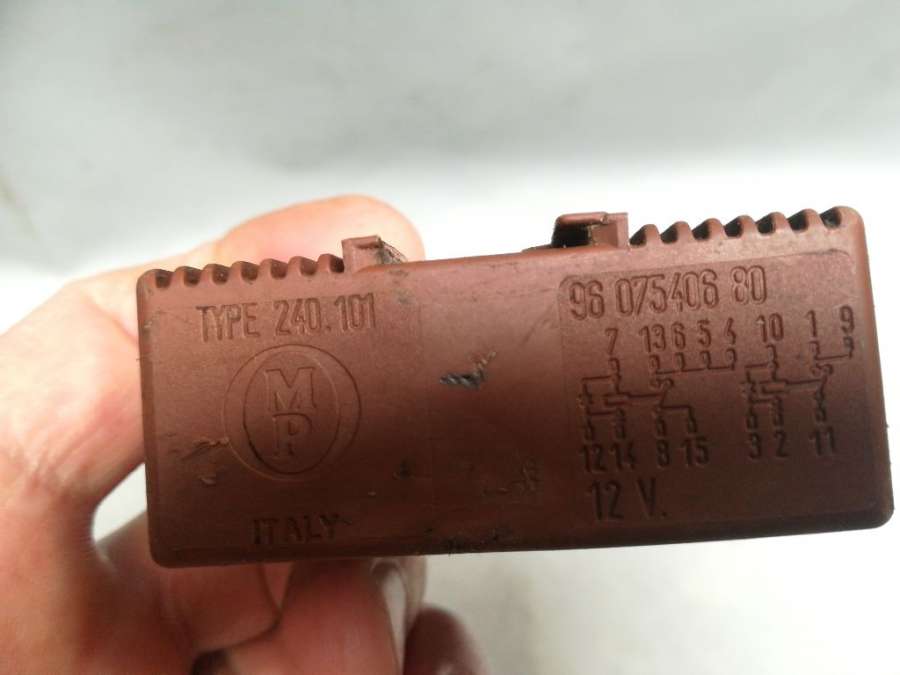 TYPE 240.101
MP
ITALY
96 075406 80
7 13 6 5 4 10 1 9
12 14 8 15 3 2 11
12 V.